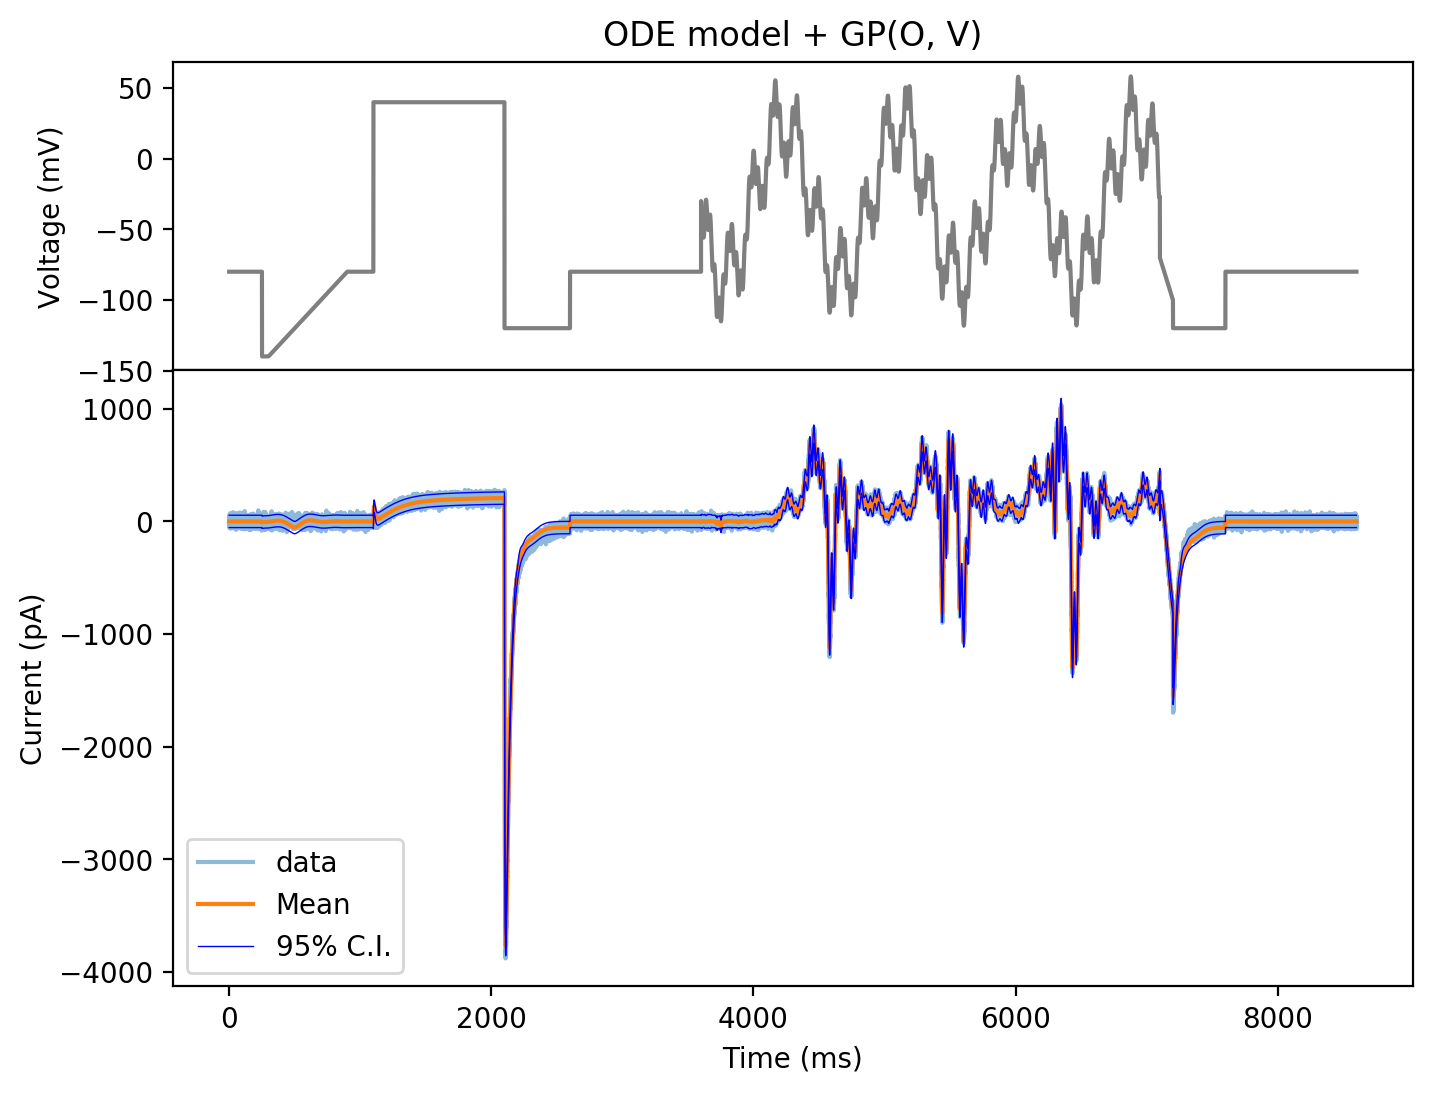 ODE model + GP(O, V)
50
0
−50
−100
−150
Voltage (mV)
1000
0
−1000
−2000
−3000
−4000
Current (pA)
data
Mean
95% C.I.
0 2000 4000 6000 8000
Time (ms)